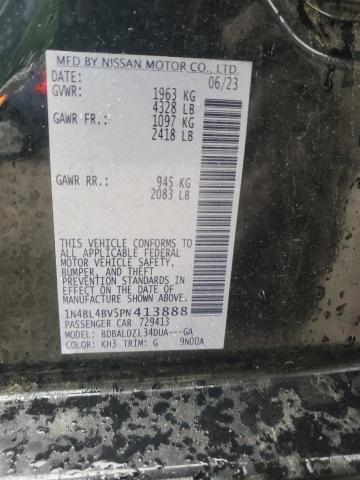 MFD BY NISSAN MOTOR CO., LTD.
DATE: 06/23
GVWR: 1963 KG
4328 LB
GAWR FR.: 1097 KG
2418 LB
GAWR RR.: 945 KG
2083 LB
THIS VEHICLE CONFORMS TO
ALL APPLICABLE FEDERAL
MOTOR VEHICLE SAFETY,
BUMPER, AND THEFT
PREVENTION STANDARDS IN
EFFECT ON THE DATE OF
MANUFACTURE SHOWN ABOVE.
1N4BL4BV5PN413888
PASSENGER CAR 729413
MODEL: BDBALDZL34DUA---GA
COLOR: KH3 TRIM: G 9N00A